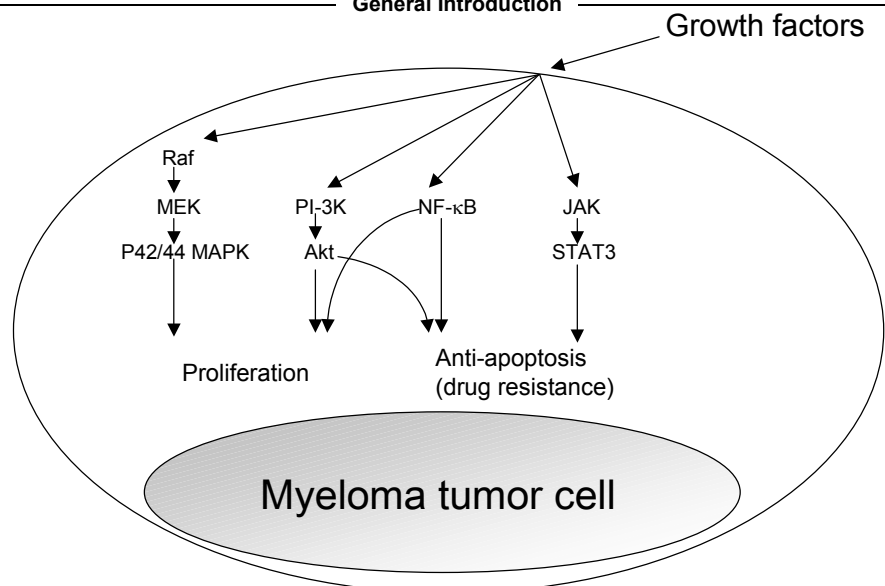 General Introduction
Growth factors
Raf
MEK PI-3K NF-κB JAK
P42/44 MAPK Akt STAT3
Proliferation
Anti-apoptosis
(drug resistance)
Myeloma tumor cell